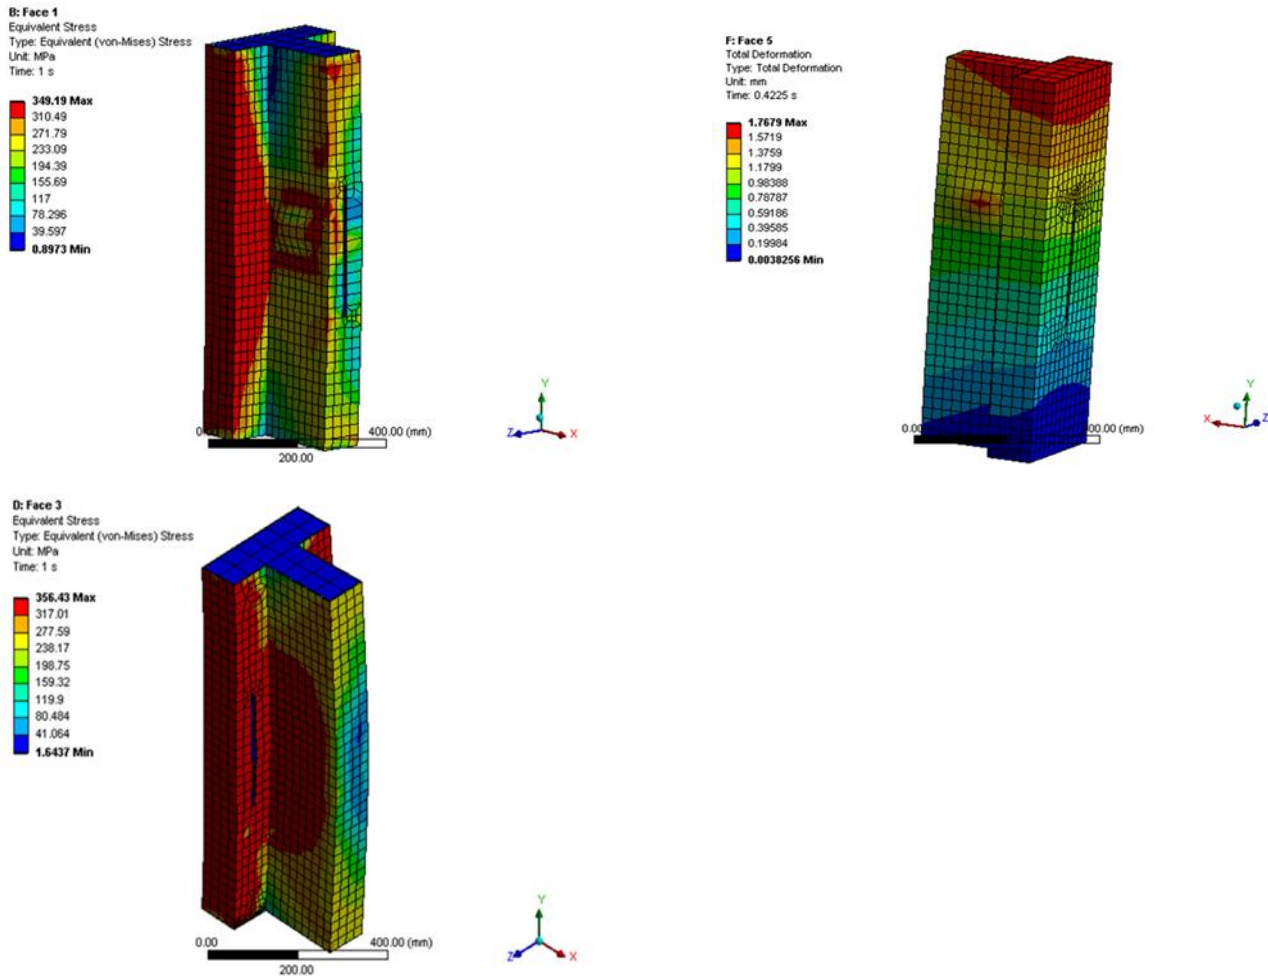 B: Face 1
Equivalent Stress
Type: Equivalent (von-Mises) Stress
Unit: MPa
Time: 1 s
349.19 Max
310.49
271.79
233.09
194.39
155.69
117
78.296
39.597
0.8973 Min
400.00 (mm)
200.00
Y
Z
X
F: Face 5
Total Deformation
Type: Total Deformation
Unit: mm
Time: 0.4225 s
1.7679 Max
1.5719
1.3759
1.1799
0.98388
0.78787
0.59186
0.39585
0.19984
0.0038256 Min
(mm)
Y
X
Z
D: Face 3
Equivalent Stress
Type: Equivalent (von-Mises) Stress
Unit: MPa
Time: 1 s
356.43 Max
317.01
277.59
238.17
198.75
159.32
119.9
80.484
41.064
1.6437 Min
0.00 400.00 (mm)
200.00
Y
Z
X